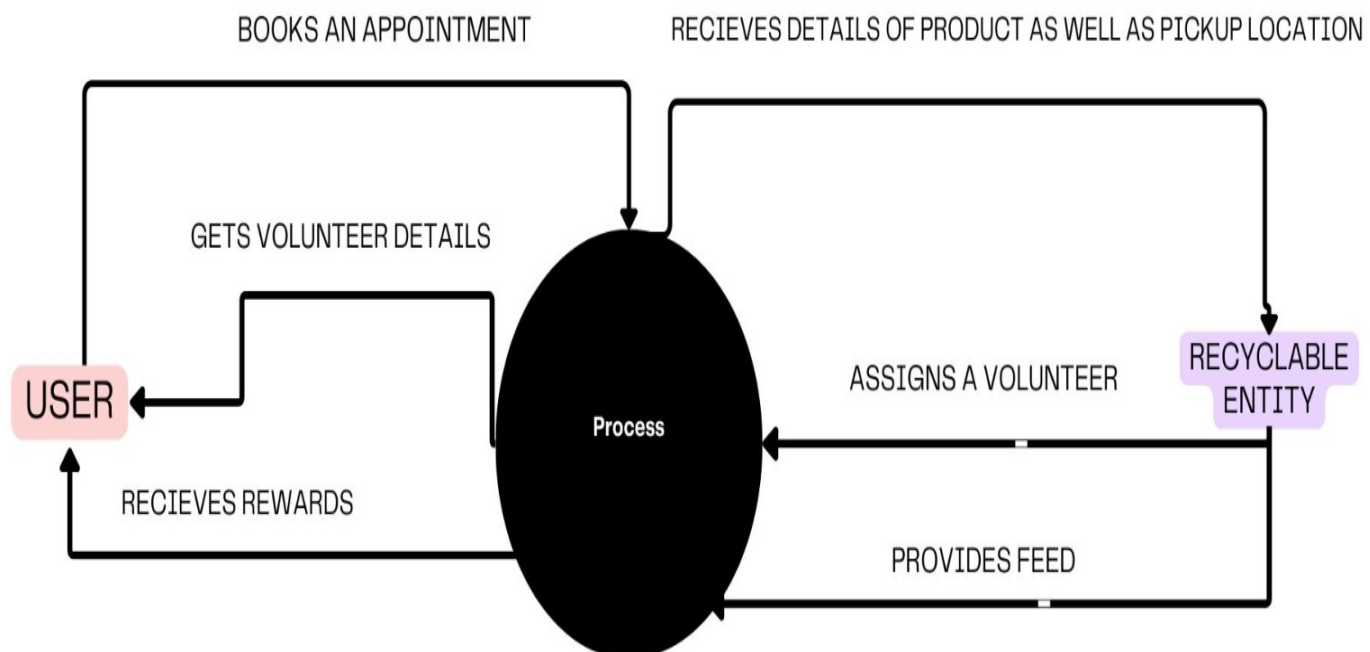 BOOKS AN APPOINTMENT
RECIEVES DETAILS OF PRODUCT AS WELL AS PICKUP LOCATION
GETS VOLUNTEER DETAILS
RECYCLABLE
ENTITY
ASSIGNS A VOLUNTEER
USER
Process
RECIEVES REWARDS
PROVIDES FEED